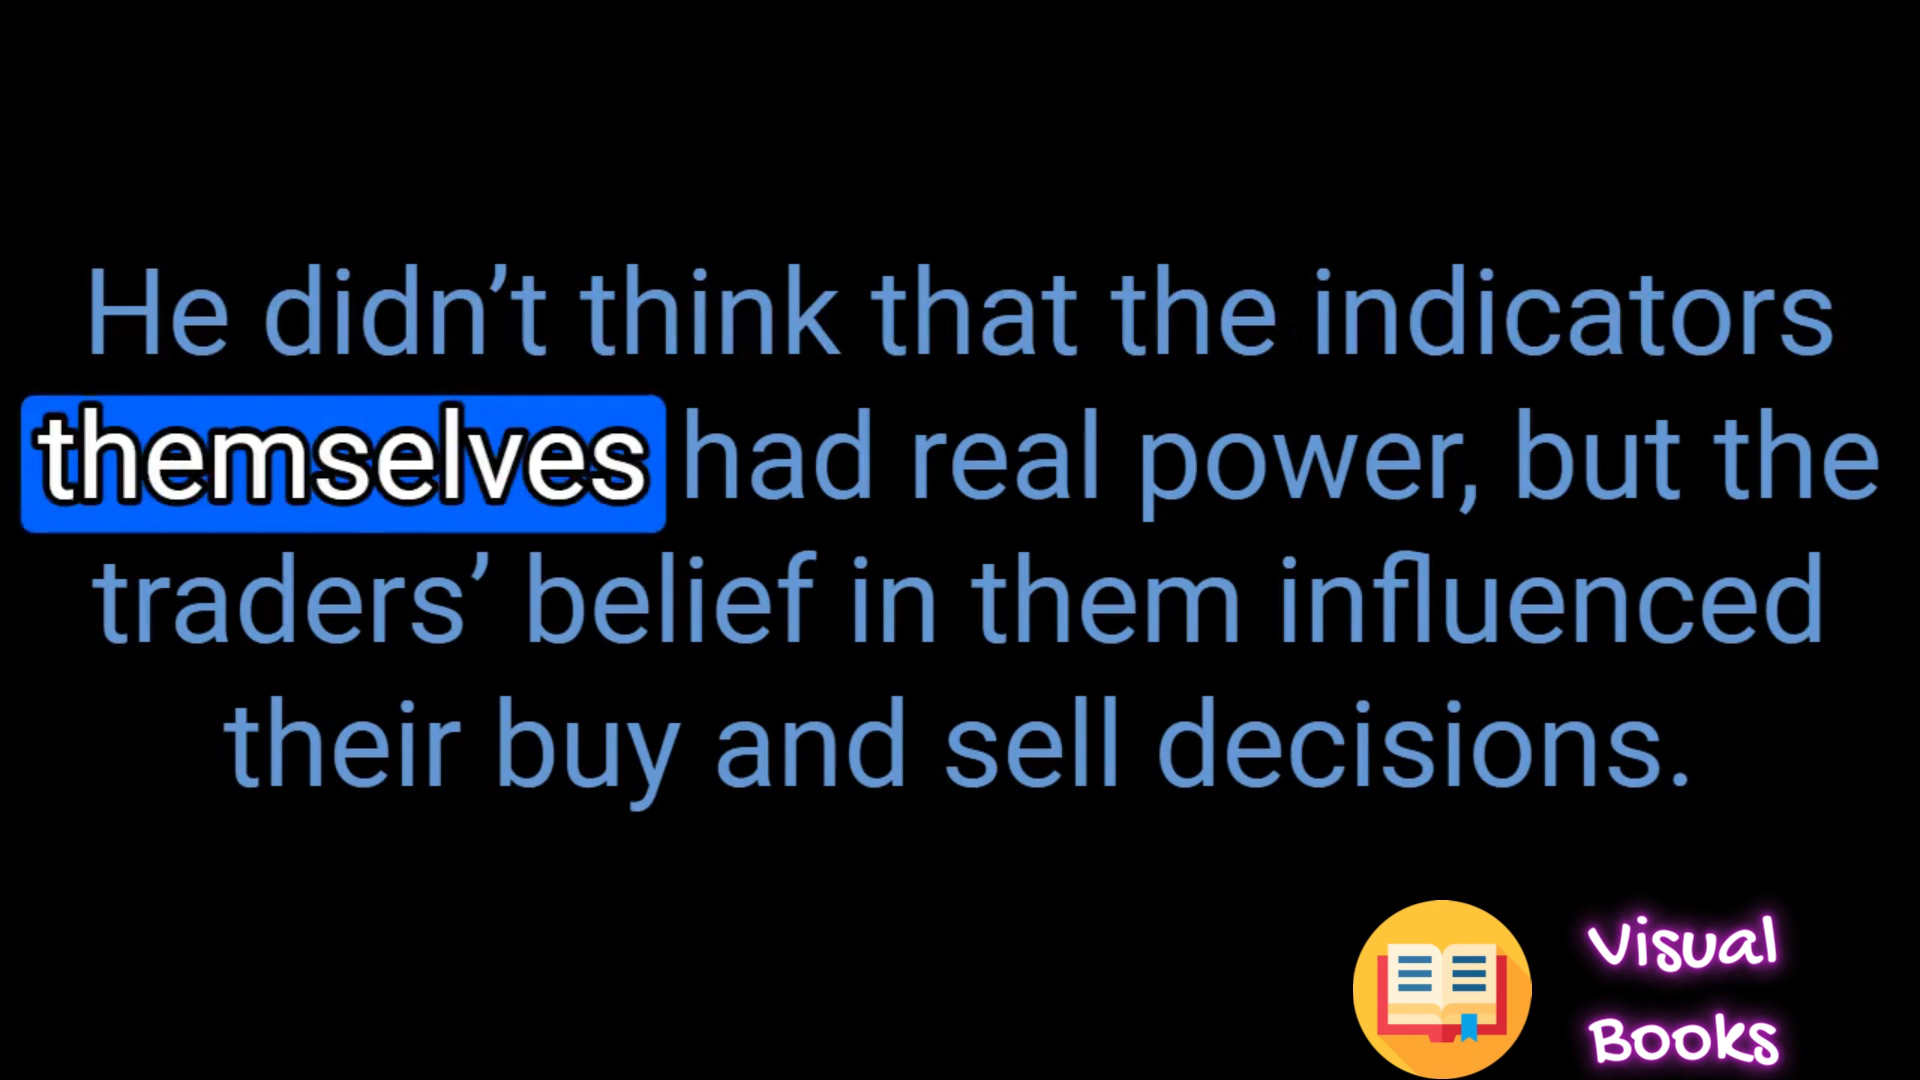 He didn’t think that the indicators
themselves had real power, but the
traders’ belief in them influenced
their buy and sell decisions.
Visual
Books